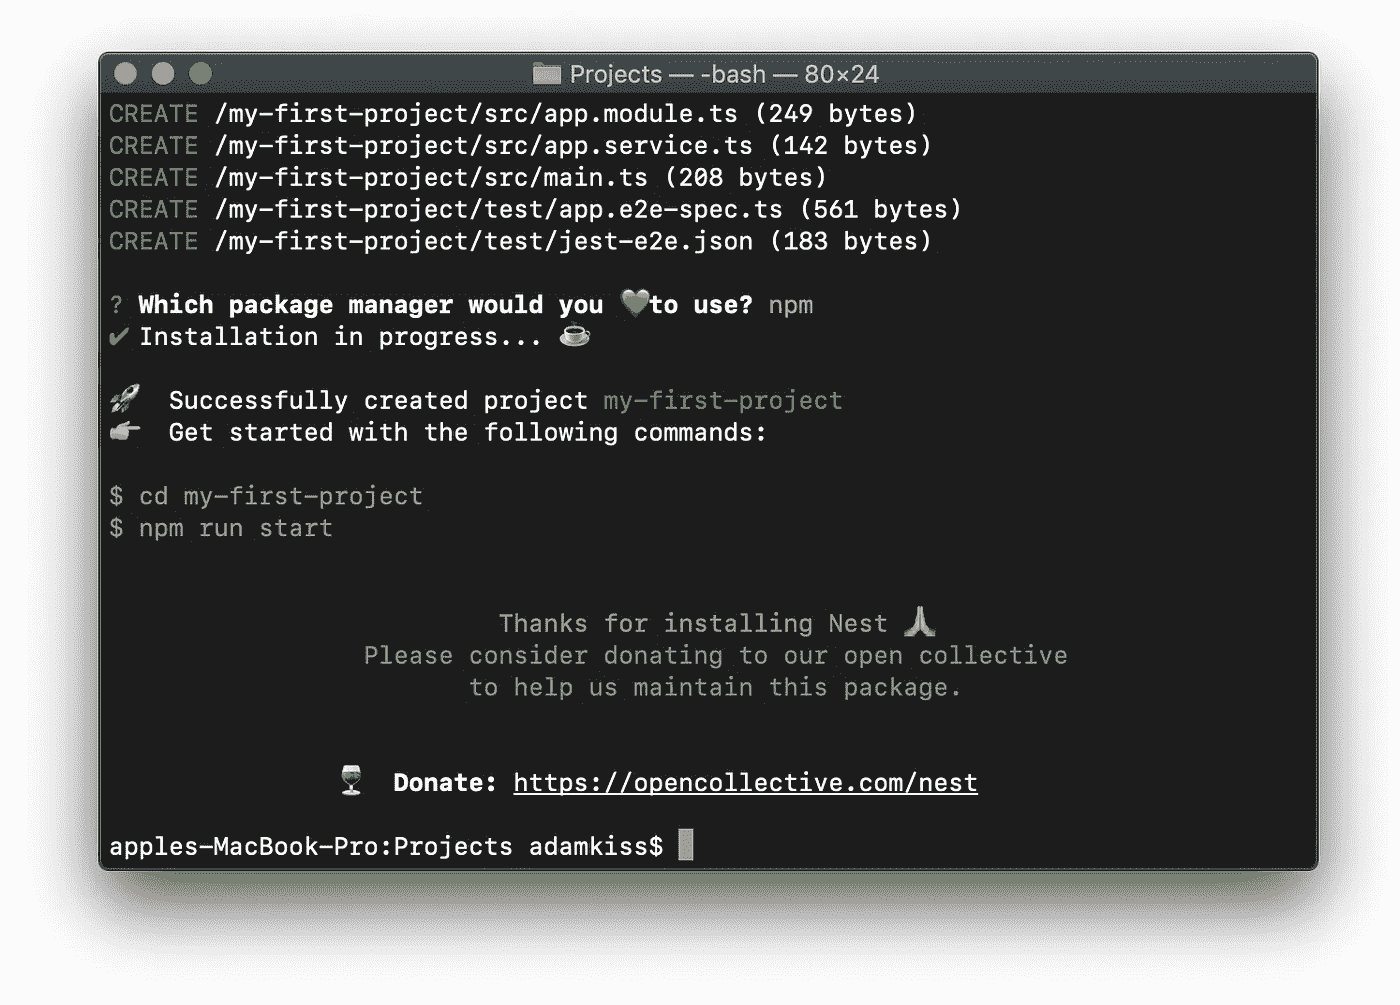 Projects — -bash — 80×24
CREATE /my-first-project/src/app.module.ts (249 bytes)
CREATE /my-first-project/src/app.service.ts (142 bytes)
CREATE /my-first-project/src/main.ts (208 bytes)
CREATE /my-first-project/test/app.e2e-spec.ts (561 bytes)
CREATE /my-first-project/test/jest-e2e.json (183 bytes)
? Which package manager would you ❤️to use? npm
✔ Installation in progress... ☕
🚀 Successfully created project my-first-project
👉 Get started with the following commands:
$ cd my-first-project
$ npm run start
Thanks for installing Nest 🙏
Please consider donating to our open collective
to help us maintain this package.
🍷 Donate: https://opencollective.com/nest
apples-MacBook-Pro:Projects adamkiss$